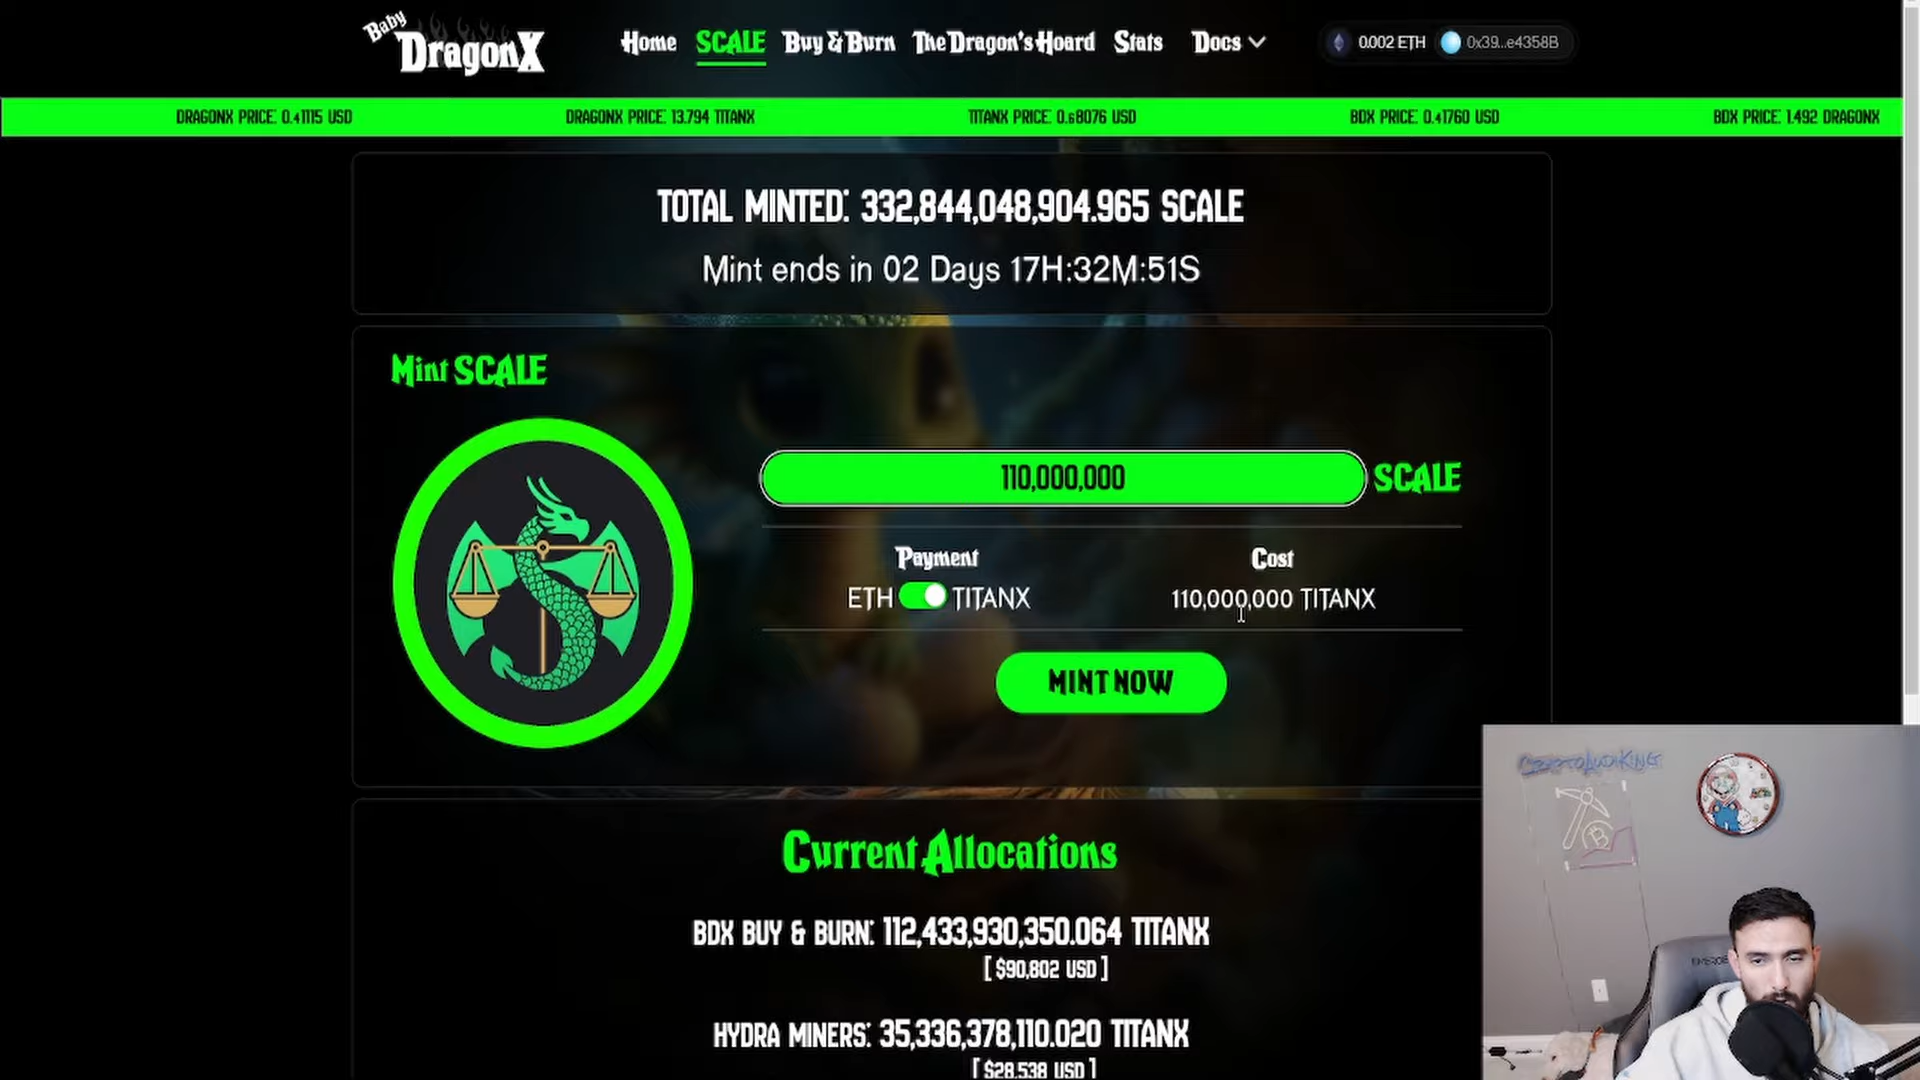 Baby
DragonX
Home
SCALE
Buy & Burn
The Dragon's Hoard
Stats
Docs
0.002 ETH
0x39...e4358B
DRAGONX PRICE: 0.₄1115 USD
DRAGONX PRICE: 13.794 TITANX
TITANX PRICE: 0.₆8076 USD
BDX PRICE: 0.₄1760 USD
BDX PRICE: 1.492 DRAGONX
TOTAL MINTED: 332,844,048,904.965 SCALE
Mint ends in 02 Days 17H:32M:51S
Mint SCALE
110,000,000
SCALE
Payment
Cost
ETH
TITANX
110,000,000 TITANX
MINT NOW
CryptoAudiKing
Current Allocations
BDX BUY & BURN: 112,433,930,350.064 TITANX
[ $90,802 USD ]
HYDRA MINERS: 35,336,378,110.020 TITANX
[ $28,538 USD ]